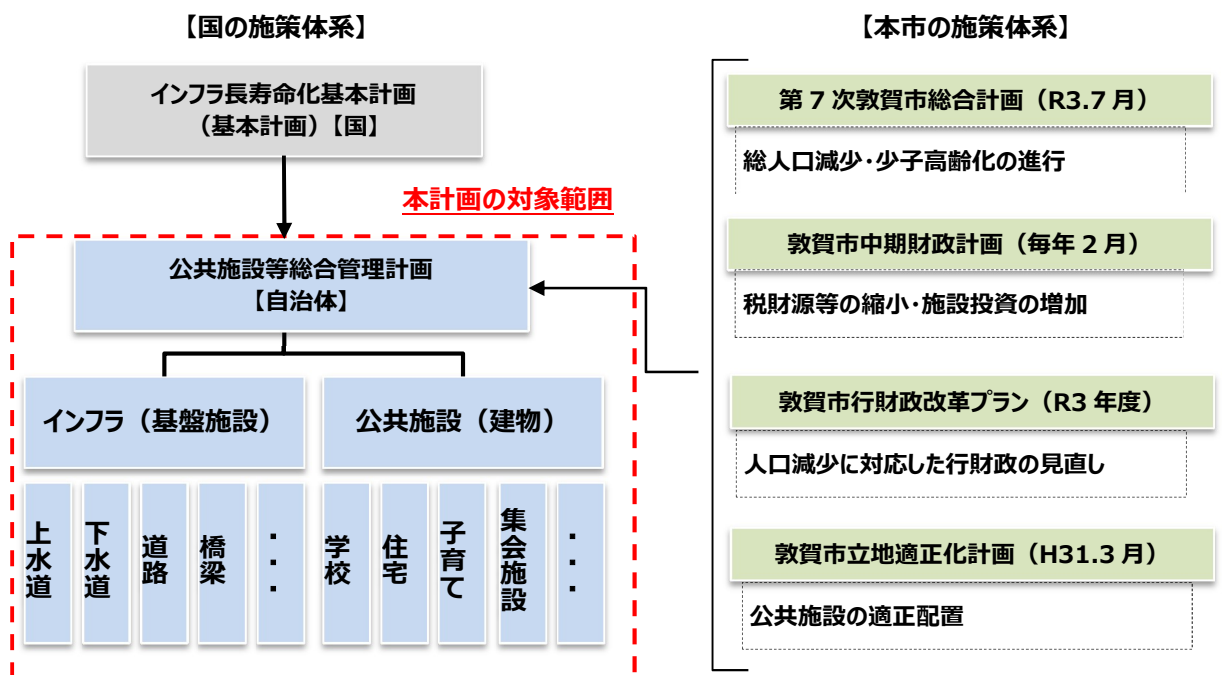 【国の施策体系】
インフラ長寿命化基本計画
（基本計画）【国】
本計画の対象範囲
公共施設等総合管理計画
【自治体】
インフラ（基盤施設）
公共施設（建物）
上水道
下水道
道路
橋梁
・・・
学校
住宅
子育て
集会施設
・・・
【本市の施策体系】
第 7 次敦賀市総合計画（R3.7 月）
総人口減少・少子高齢化の進行
敦賀市中期財政計画（毎年 2 月）
税財源等の縮小・施設投資の増加
敦賀市行財政改革プラン（R3 年度）
人口減少に対応した行財政の見直し
敦賀市立地適正化計画（H31.3 月）
公共施設の適正配置